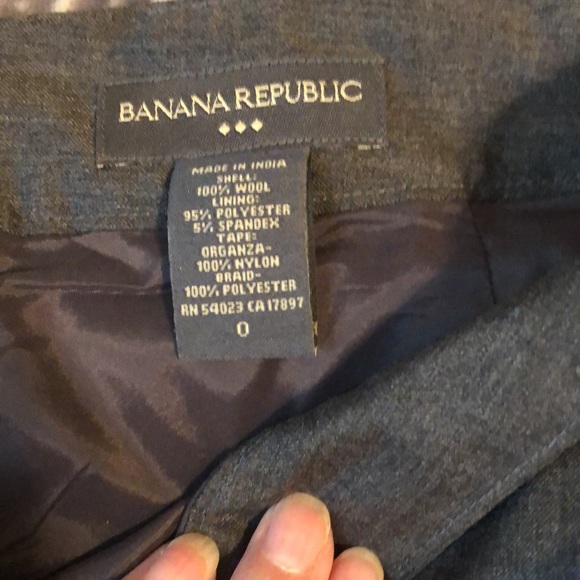 BANANA REPUBLIC
MADE IN INDIA
SHELL:
100% WOOL
LINING:
95% POLYESTER
5% SPANDEX
TAPE:
ORGANZA-
100% NYLON
BRAID-
100% POLYESTER
RN 54023 CA 17897
0